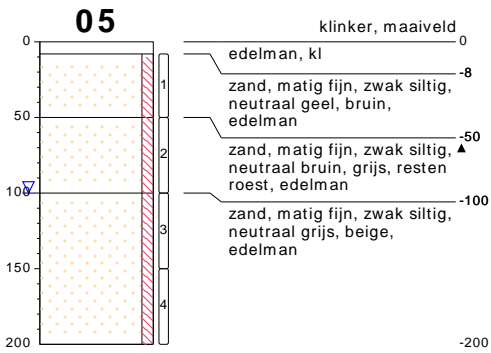 05
klinker, maaiveld
0
0
edelman, kl
-8
zand, matig fijn, zwak siltig,
neutraal geel, bruin,
edelman
1
50
-50
zand, matig fijn, zwak siltig,
neutraal bruin, grijs, resten
roest, edelman
2
100
-100
zand, matig fijn, zwak siltig,
neutraal grijs, beige,
edelman
3
150
4
200
-200